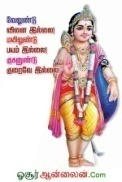 வேலுண்டு
வினை இல்லை!
மயிலுண்டு
பயம் இல்லை!
குகனுண்டு
குறைவே இல்லை!
ஓசூர்ஆன்லைன்.Com